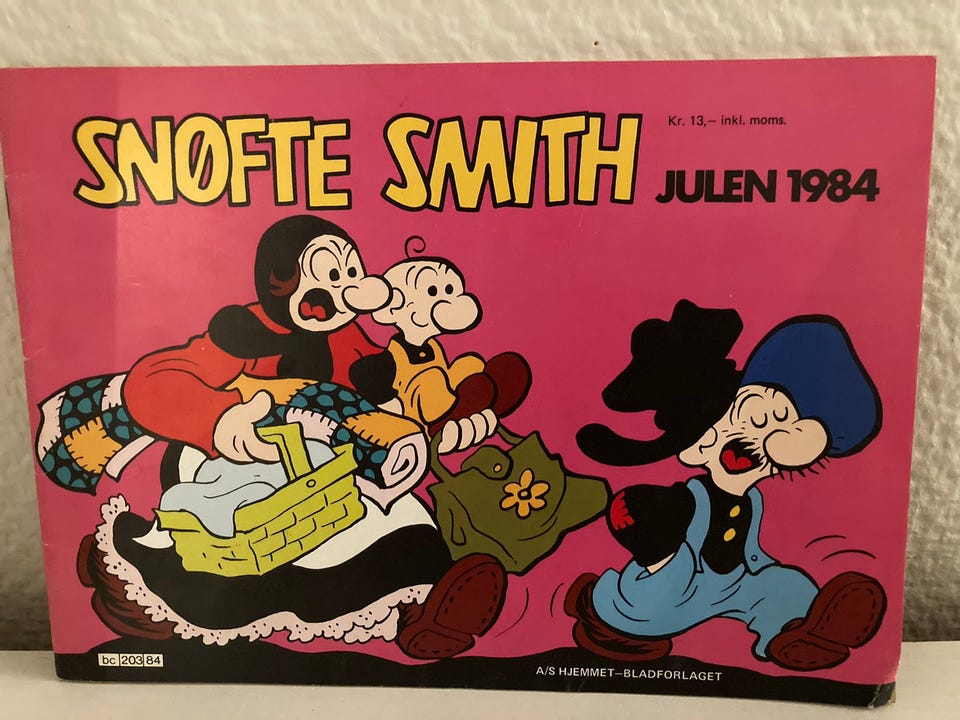 SNØFTE SMITH
Kr. 13,– inkl. moms.
JULEN 1984
bc 203 84
A/S HJEMMET–BLADFORLAGET